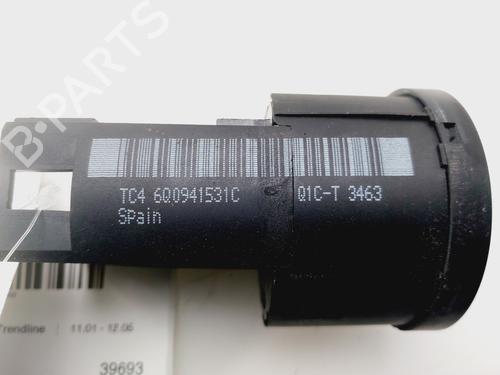 B-PARTS
TC4 6Q0941531C Q1C-T 3463
Spain
Trendline | 11.01 - 12.06
39693